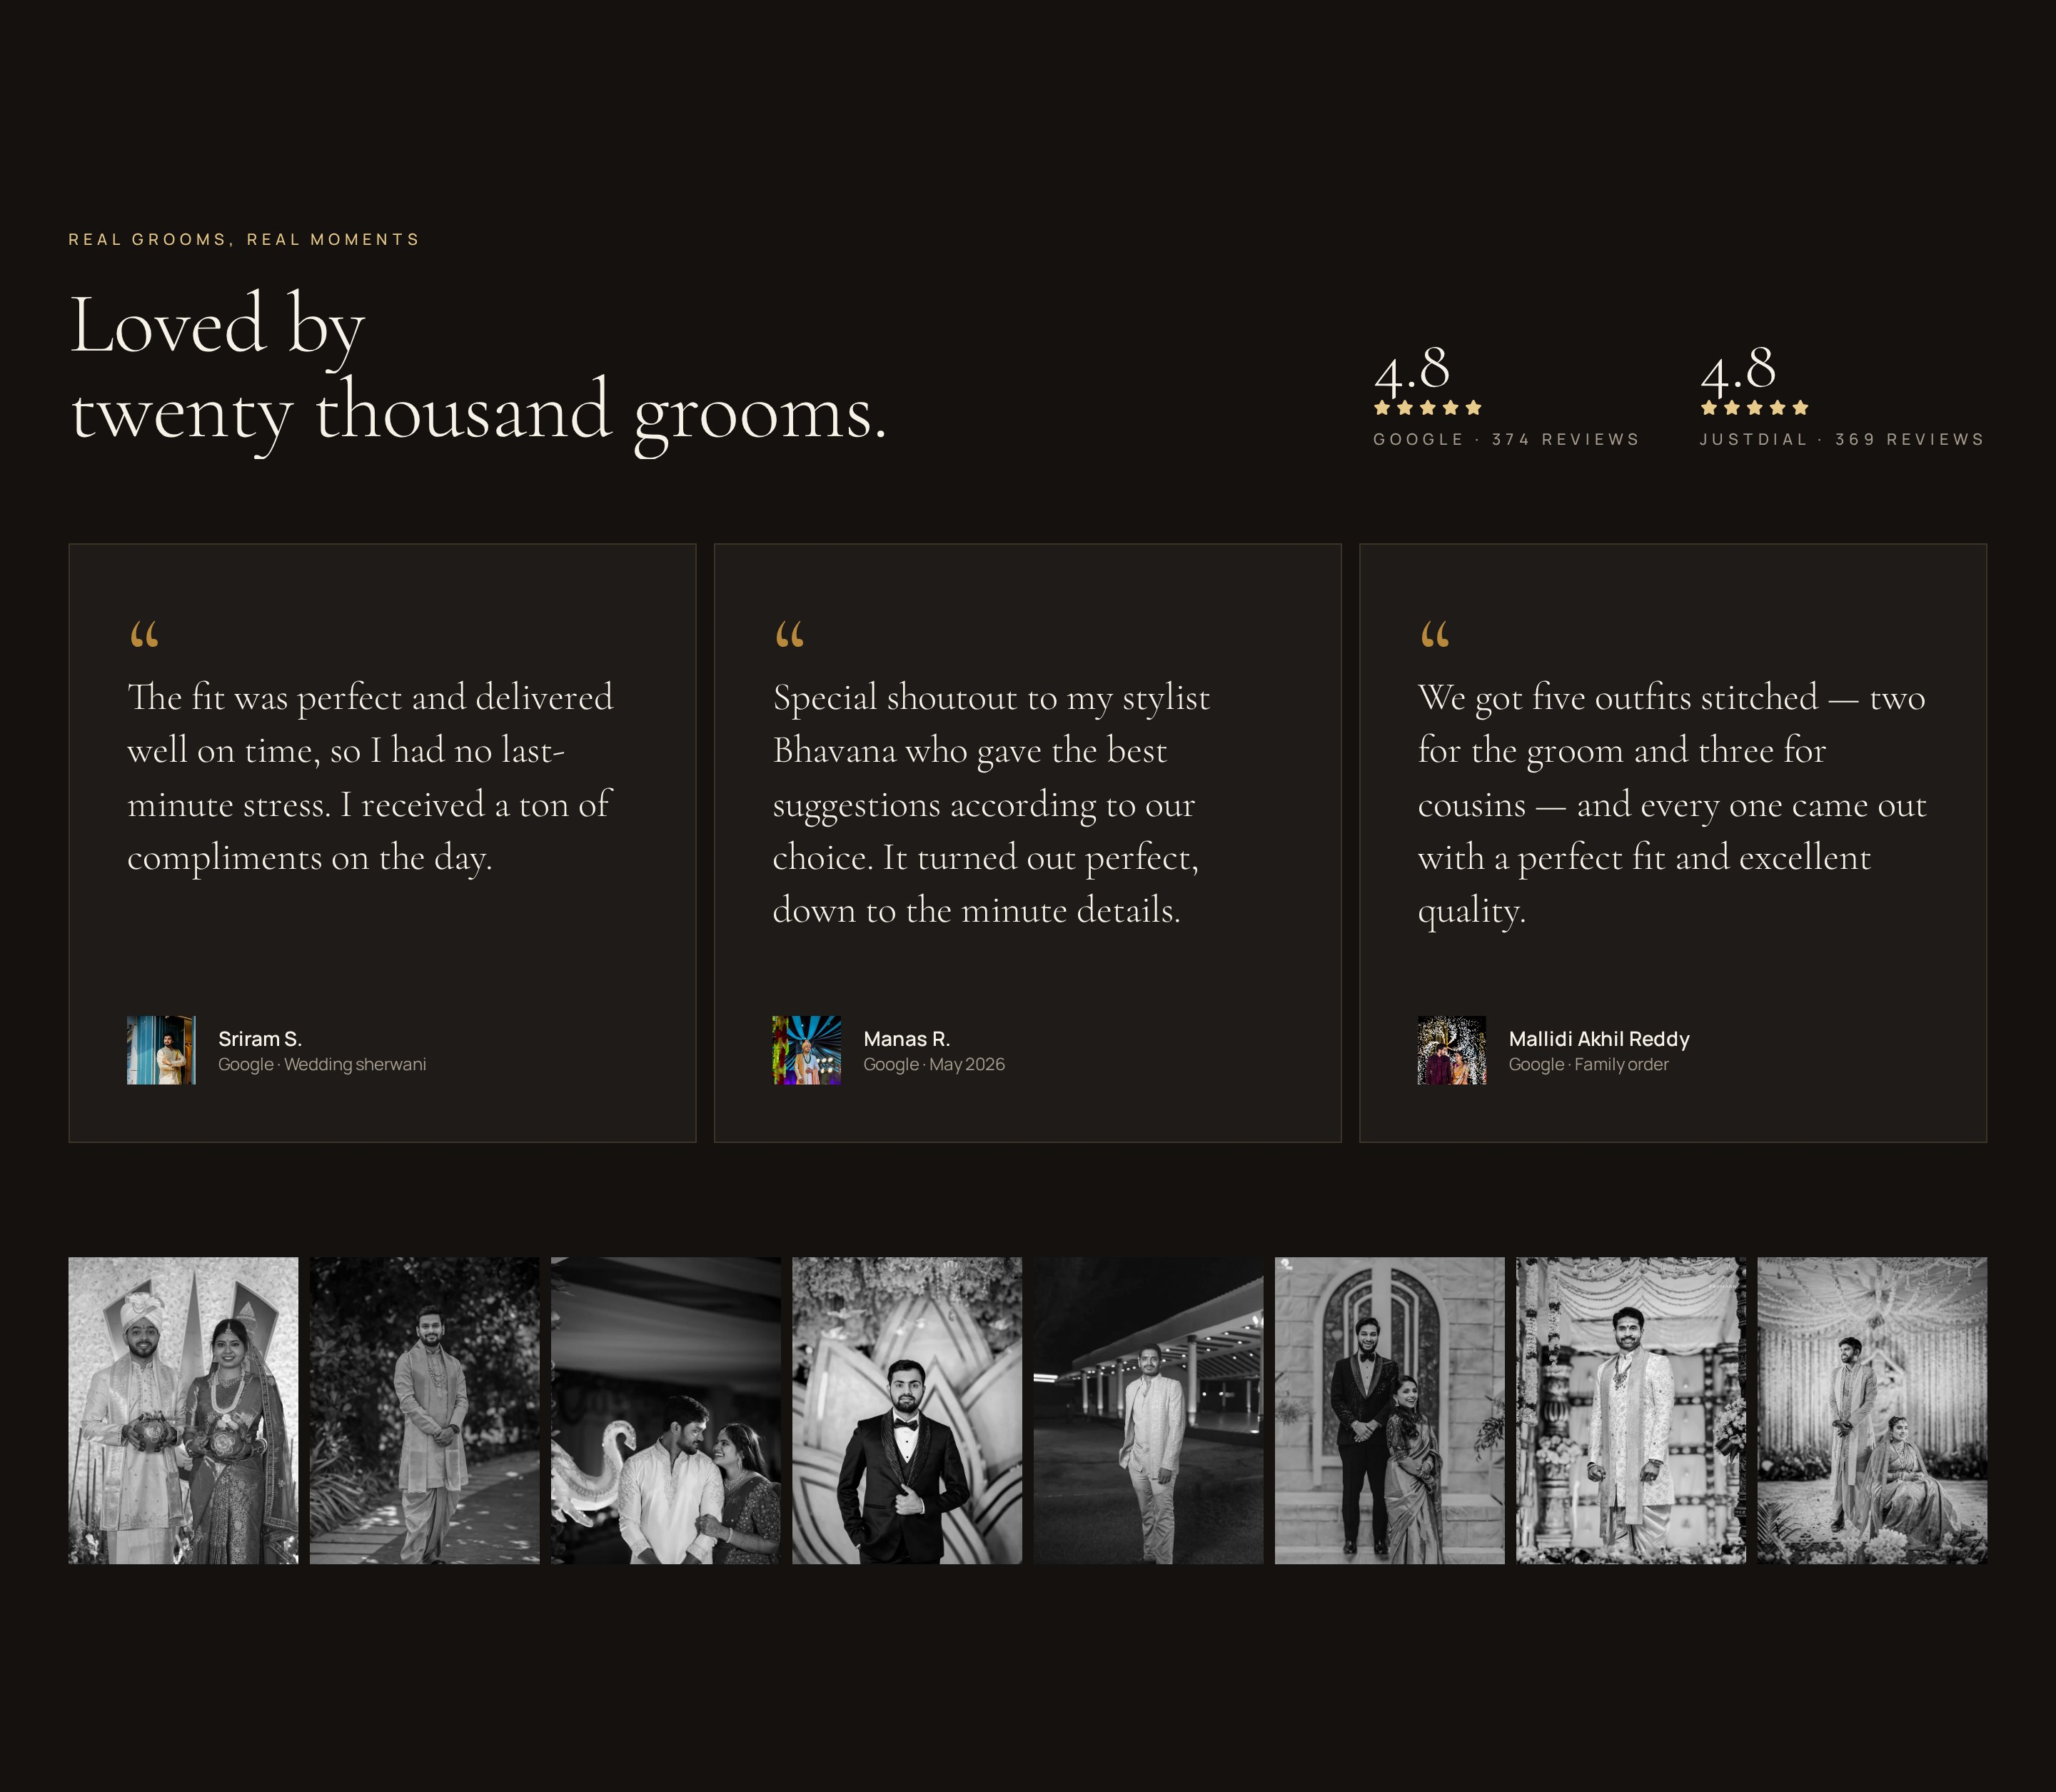 REAL GROOMS, REAL MOMENTS
Loved by
twenty thousand grooms.
4.8
GOOGLE · 374 REVIEWS
4.8
JUSTDIAL · 369 REVIEWS
“
The fit was perfect and delivered
well on time, so I had no last-
minute stress. I received a ton of
compliments on the day.
Sriram S.
Google · Wedding sherwani
“
Special shoutout to my stylist
Bhavana who gave the best
suggestions according to our
choice. It turned out perfect,
down to the minute details.
Manas R.
Google · May 2026
“
We got five outfits stitched — two
for the groom and three for
cousins — and every one came out
with a perfect fit and excellent
quality.
Mallidi Akhil Reddy
Google · Family order